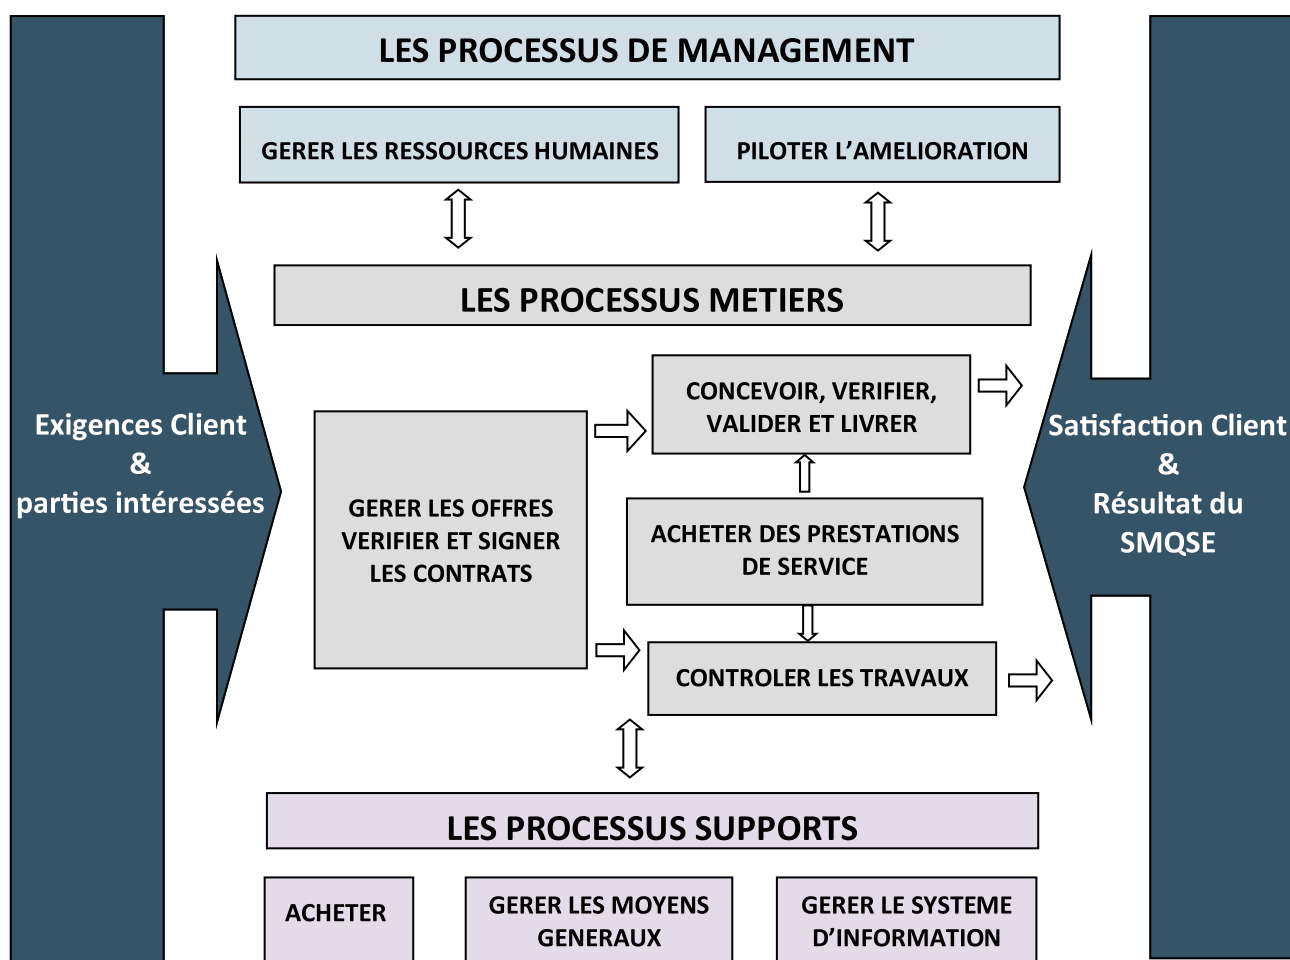 LES PROCESSUS DE MANAGEMENT
GERER LES RESSOURCES HUMAINES
PILOTER L’AMELIORATION
LES PROCESSUS METIERS
Exigences Client
&
parties intéressées
GERER LES OFFRES
VERIFIER ET SIGNER
LES CONTRATS
CONCEVOIR, VERIFIER,
VALIDER ET LIVRER
ACHETER DES PRESTATIONS
DE SERVICE
CONTROLER LES TRAVAUX
Satisfaction Client
&
Résultat du
SMQSE
LES PROCESSUS SUPPORTS
ACHETER
GERER LES MOYENS
GENERAUX
GERER LE SYSTEME
D’INFORMATION